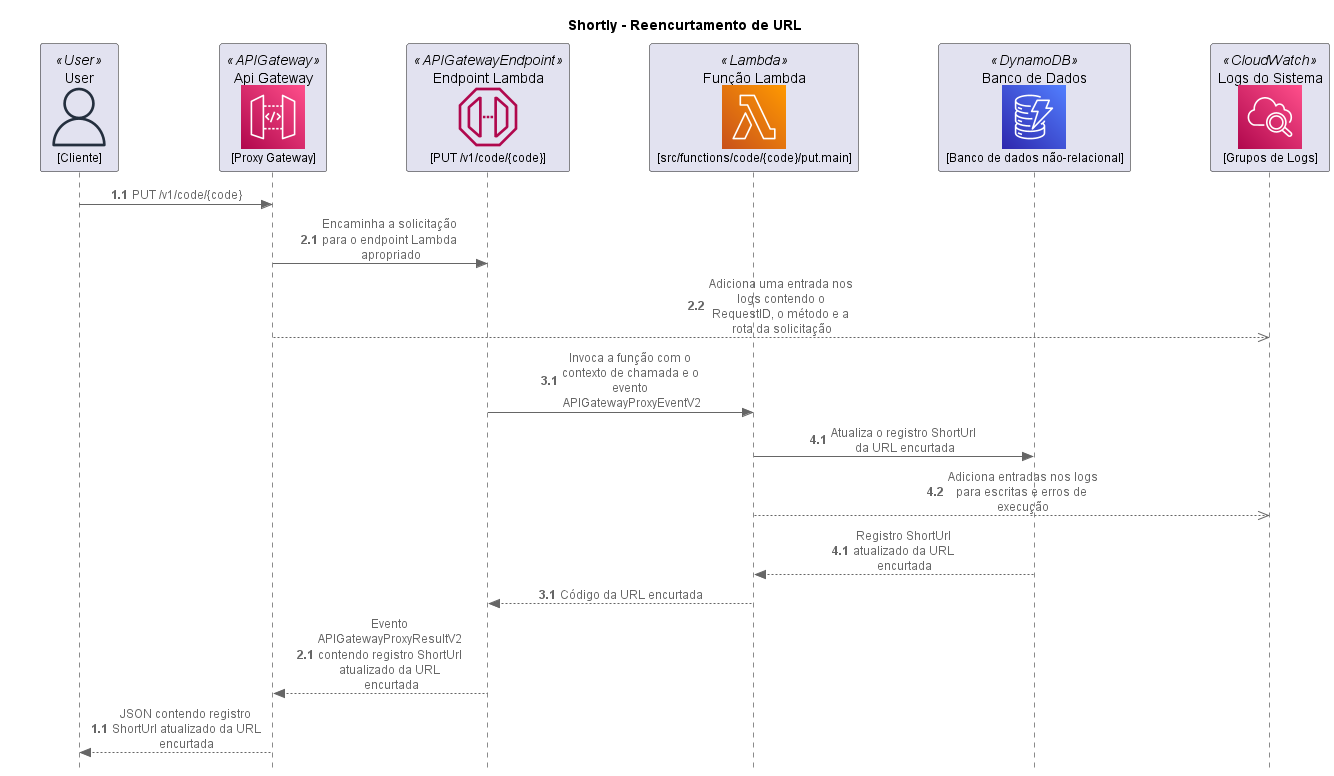 Shortly - Reencurtamento de URL
«User»
User
[Cliente]
«APIGateway»
Api Gateway
[Proxy Gateway]
«APIGatewayEndpoint»
Endpoint Lambda
[PUT /v1/code/{code}]
«Lambda»
Função Lambda
[src/functions/code/{code}/put.main]
«DynamoDB»
Banco de Dados
[Banco de dados não-relacional]
«CloudWatch»
Logs do Sistema
[Grupos de Logs]
1.1 PUT /v1/code/{code}
Encaminha a solicitação
2.1 para o endpoint Lambda
apropriado
Adiciona uma entrada nos
2.2 logs contendo o
RequestID, o método e a
rota da solicitação
Invoca a função com o
3.1 contexto de chamada e o
evento
APIGatewayProxyEventV2
4.1 Atualiza o registro ShortUrl
da URL encurtada
Adiciona entradas nos logs
4.2 para escritas e erros de
execução
Registro ShortUrl
4.1 atualizado da URL
encurtada
3.1 Código da URL encurtada
Evento
APIGatewayProxyResultV2
2.1 contendo registro ShortUrl
atualizado da URL
encurtada
JSON contendo registro
1.1 ShortUrl atualizado da URL
encurtada